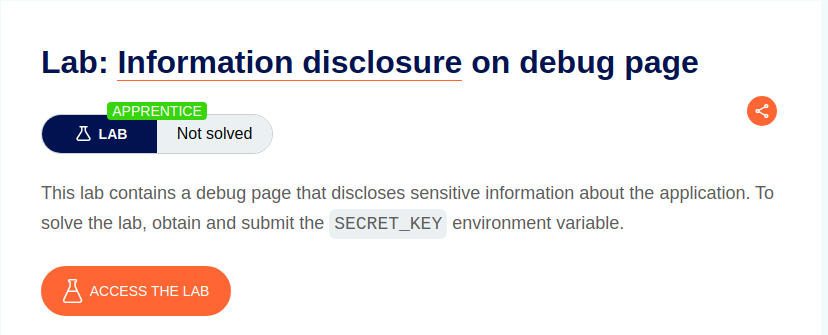 Lab: Information disclosure on debug page
APPRENTICE
LAB Not solved
This lab contains a debug page that discloses sensitive information about the application. To
solve the lab, obtain and submit the SECRET_KEY environment variable.
ACCESS THE LAB